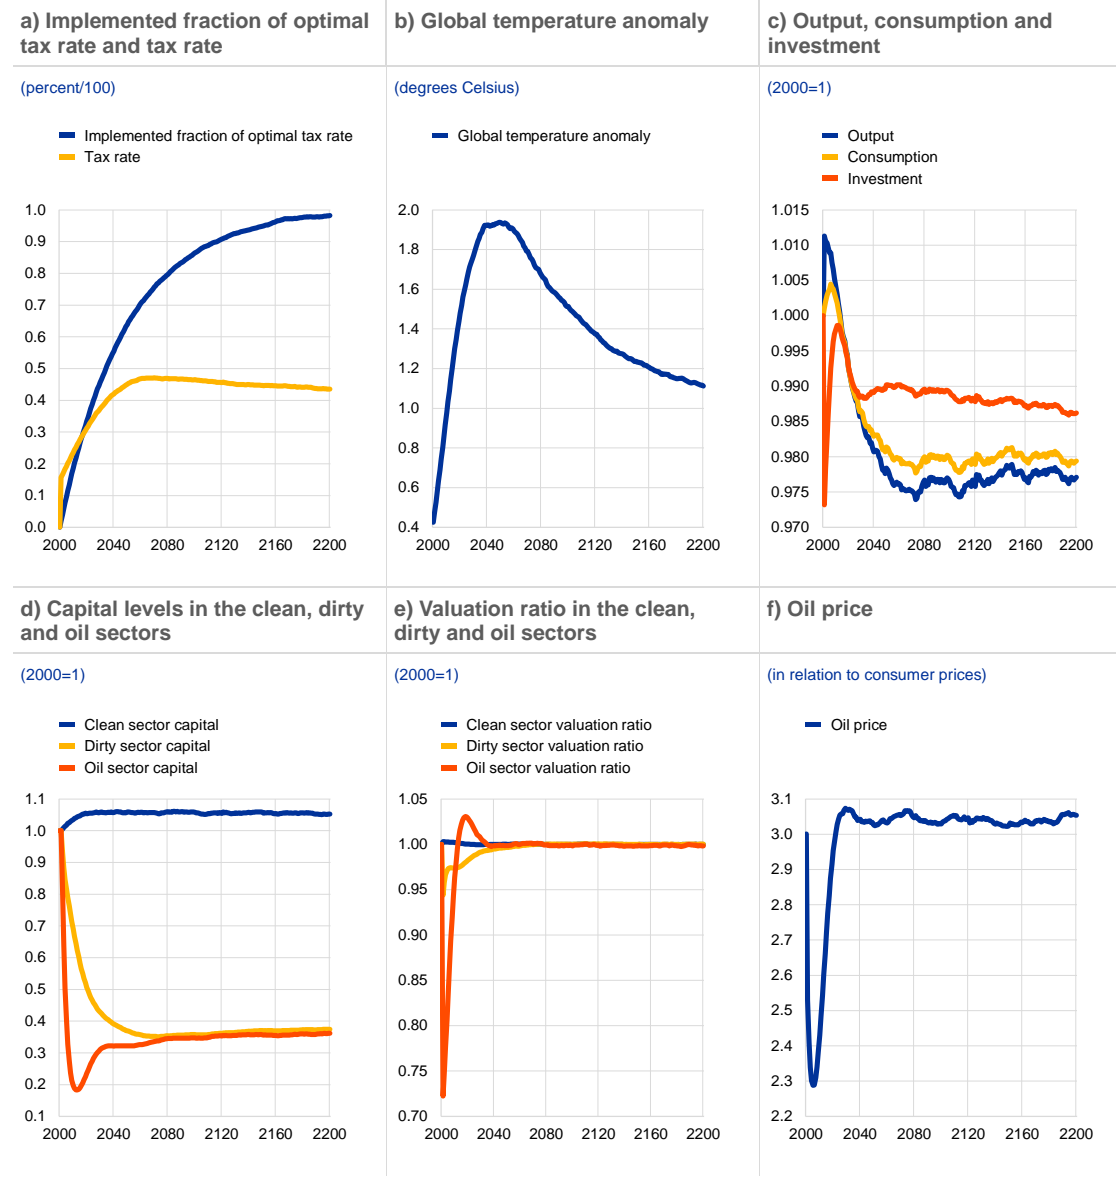 a) Implemented fraction of optimal
tax rate and tax rate
(percent/100)
Implemented fraction of optimal tax rate
Tax rate
1.0
0.9
0.8
0.7
0.6
0.5
0.4
0.3
0.2
0.1
0.0
2000 2040 2080 2120 2160 2200
b) Global temperature anomaly
(degrees Celsius)
Global temperature anomaly
2.0
1.8
1.6
1.4
1.2
1.0
0.8
0.6
0.4
2000 2040 2080 2120 2160 2200
c) Output, consumption and
investment
(2000=1)
Output
Consumption
Investment
1.015
1.010
1.005
1.000
0.995
0.990
0.985
0.980
0.975
0.970
2000 2040 2080 2120 2160 2200
d) Capital levels in the clean, dirty
and oil sectors
(2000=1)
Clean sector capital
Dirty sector capital
Oil sector capital
1.1
1.0
0.9
0.8
0.7
0.6
0.5
0.4
0.3
0.2
0.1
2000 2040 2080 2120 2160 2200
e) Valuation ratio in the clean,
dirty and oil sectors
(2000=1)
Clean sector valuation ratio
Dirty sector valuation ratio
Oil sector valuation ratio
1.05
1.00
0.95
0.90
0.85
0.80
0.75
0.70
2000 2040 2080 2120 2160 2200
f) Oil price
(in relation to consumer prices)
Oil price
3.1
3.0
2.9
2.8
2.7
2.6
2.5
2.4
2.3
2.2
2000 2040 2080 2120 2160 2200